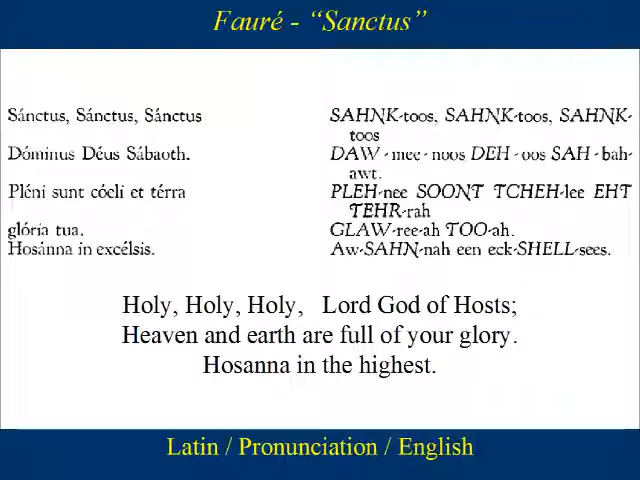 Fauré - “Sanctus”
Sánctus, Sánctus, Sánctus
Dóminus Déus Sábaoth.
Pléni sunt cóeli et térra
glória tua.
Hosánna in excélsis.
SAHNK-toos, SAHNK-toos, SAHNK-
toos
DAW - mee - noos DEH - oos SAH - bah-
awt.
PLEH-nee SOONT TCHEH-lee EHT
TEHR-rah
GLAW-ree-ah TOO-ah.
Aw-SAHN-nah een eck-SHELL-sees.
Holy, Holy, Holy, Lord God of Hosts;
Heaven and earth are full of your glory.
Hosanna in the highest.
Latin / Pronunciation / English